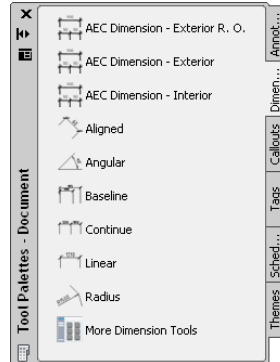 AEC Dimension - Exterior R. O.
AEC Dimension - Exterior
AEC Dimension - Interior
Aligned
Angular
Baseline
Continue
Linear
Radius
More Dimension Tools
Tool Palettes - Document
Annot...
Dimen...
Callouts
Tags
Sched...
Themes